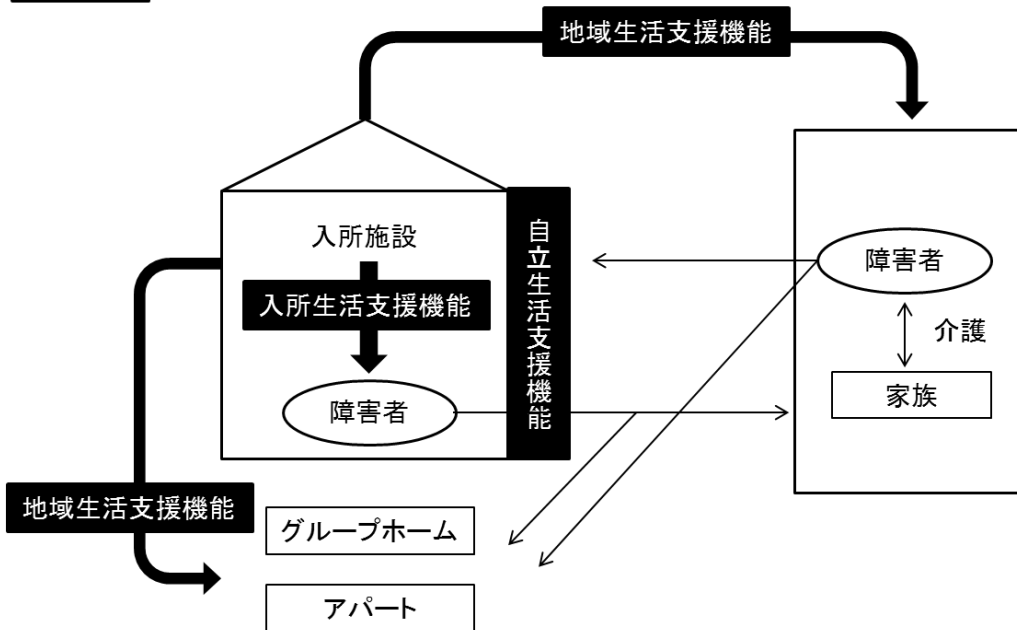 地域生活支援機能
入所施設
自立生活支援機能
障害者
入所生活支援機能
介護
障害者
家族
地域生活支援機能
グループホーム
アパート